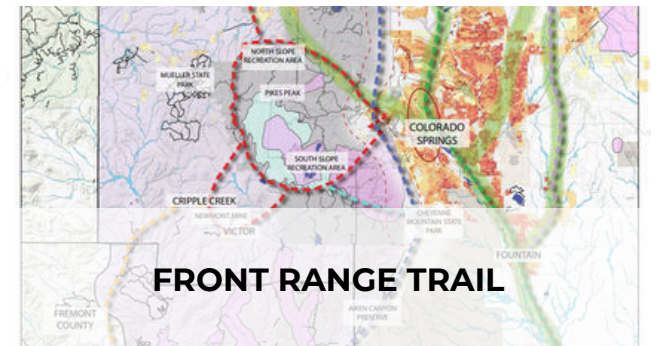 NORTH SLOPE
RECREATION AREA
MUELLER STATE
PARK
PIKES PEAK
COLORADO
SPRINGS
SOUTH SLOPE
RECREATION AREA
CRIPPLE CREEK
NEWMONT MINE
VICTOR
CHEYENNE
MOUNTAIN STATE
PARK
FOUNTAIN
FRONT RANGE TRAIL
FREMONT
COUNTY
AIKEN CANYON
PRESERVE